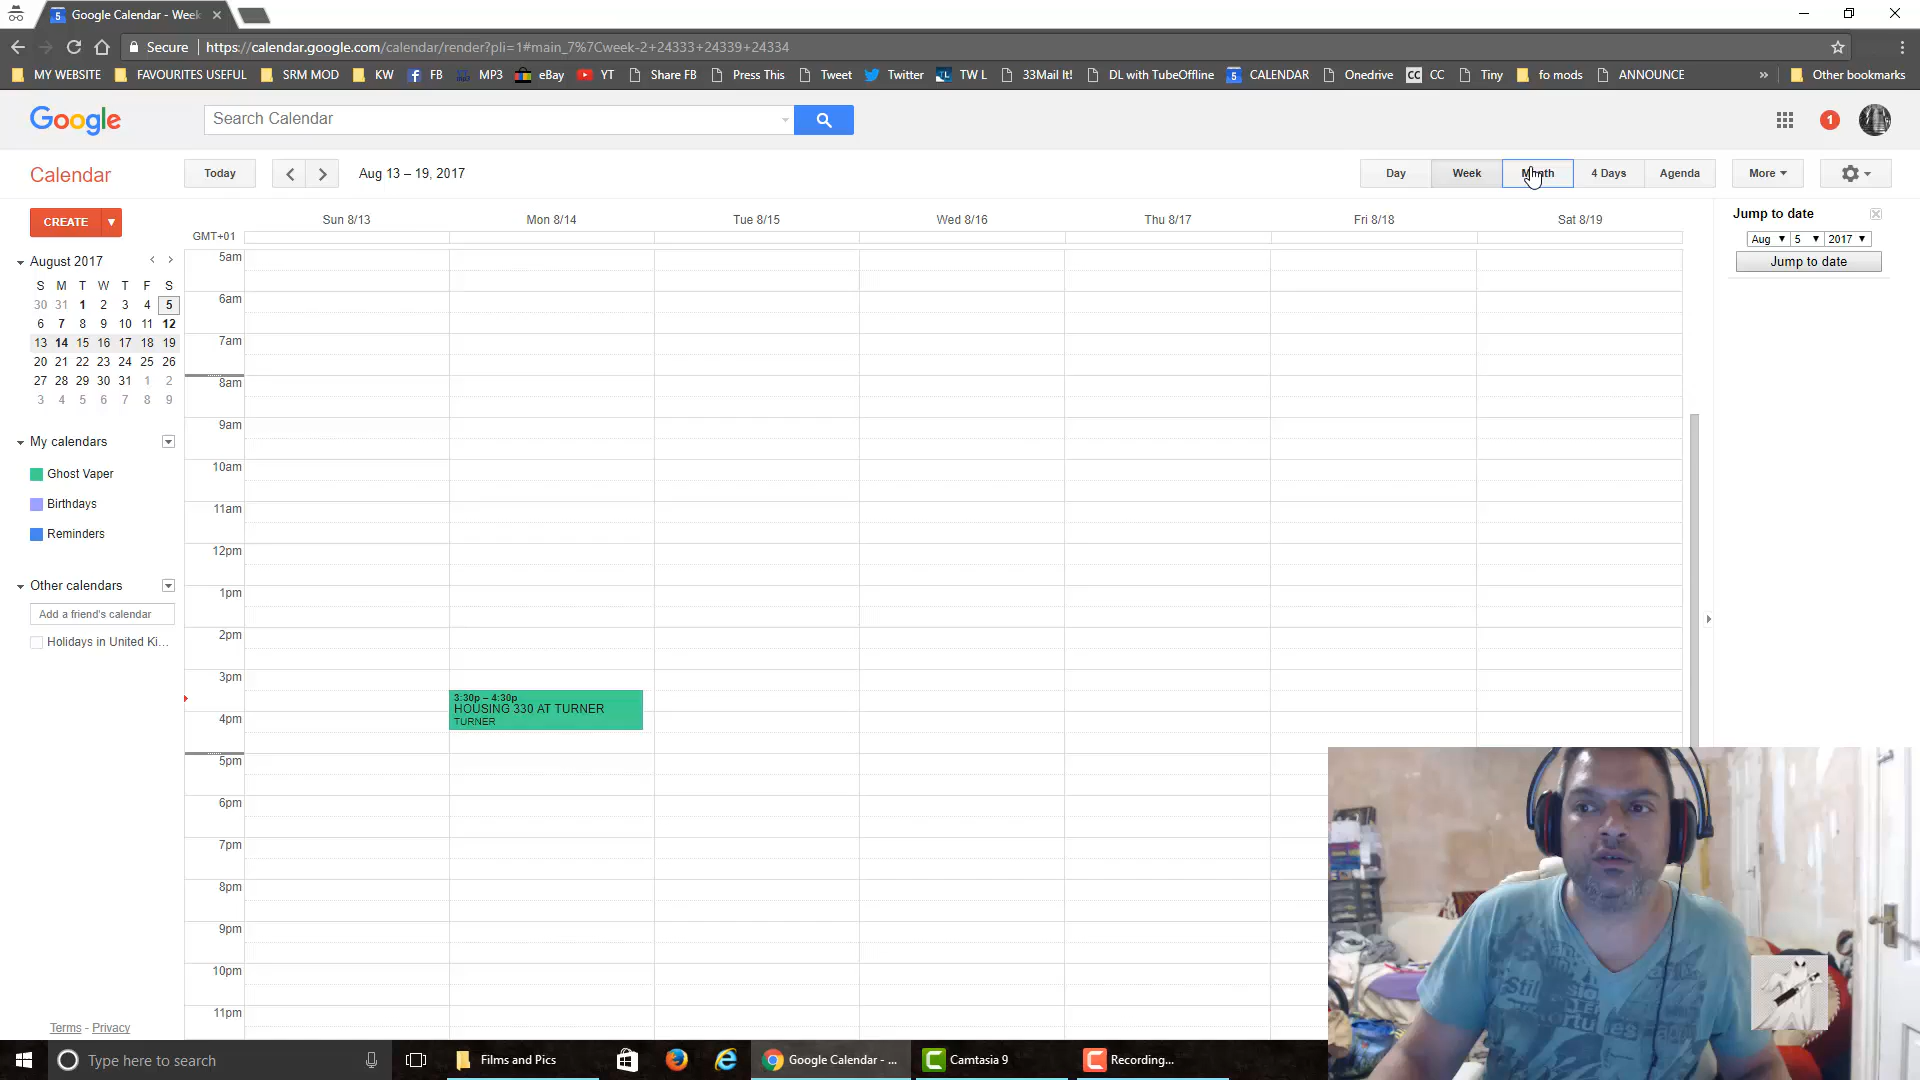 Google Calendar - Week
Secure https://calendar.google.com/calendar/render?pli=1#main_7%7Cweek-2+24333+24339+24334
MY WEBSITE FAVOURITES USEFUL SRM MOD KW FB MP3 eBay YT Share FB Press This Tweet Twitter TW L 33Mail It! DL with TubeOffline CALENDAR Onedrive CC CC Tiny fo mods ANNOUNCE » Other bookmarks
Google Search Calendar 1
Calendar Today Aug 13 – 19, 2017 Day Week Month 4 Days Agenda More
CREATE
Sun 8/13 Mon 8/14 Tue 8/15 Wed 8/16 Thu 8/17 Fri 8/18 Sat 8/19
GMT+01
Jump to date
Aug 5 2017
Jump to date
August 2017
S M T W T F S
30 31 1 2 3 4 5
6 7 8 9 10 11 12
13 14 15 16 17 18 19
20 21 22 23 24 25 26
27 28 29 30 31 1 2
3 4 5 6 7 8 9
My calendars
Ghost Vaper
Birthdays
Reminders
Other calendars
Add a friend's calendar
Holidays in United Ki...
Terms - Privacy
5am
6am
7am
8am
9am
10am
11am
12pm
1pm
2pm
3pm
4pm
5pm
6pm
7pm
8pm
9pm
10pm
11pm
3:30p – 4:30p
HOUSING 330 AT TURNER
TURNER
Type here to search Films and Pics Google Calendar - ... Camtasia 9 Recording...